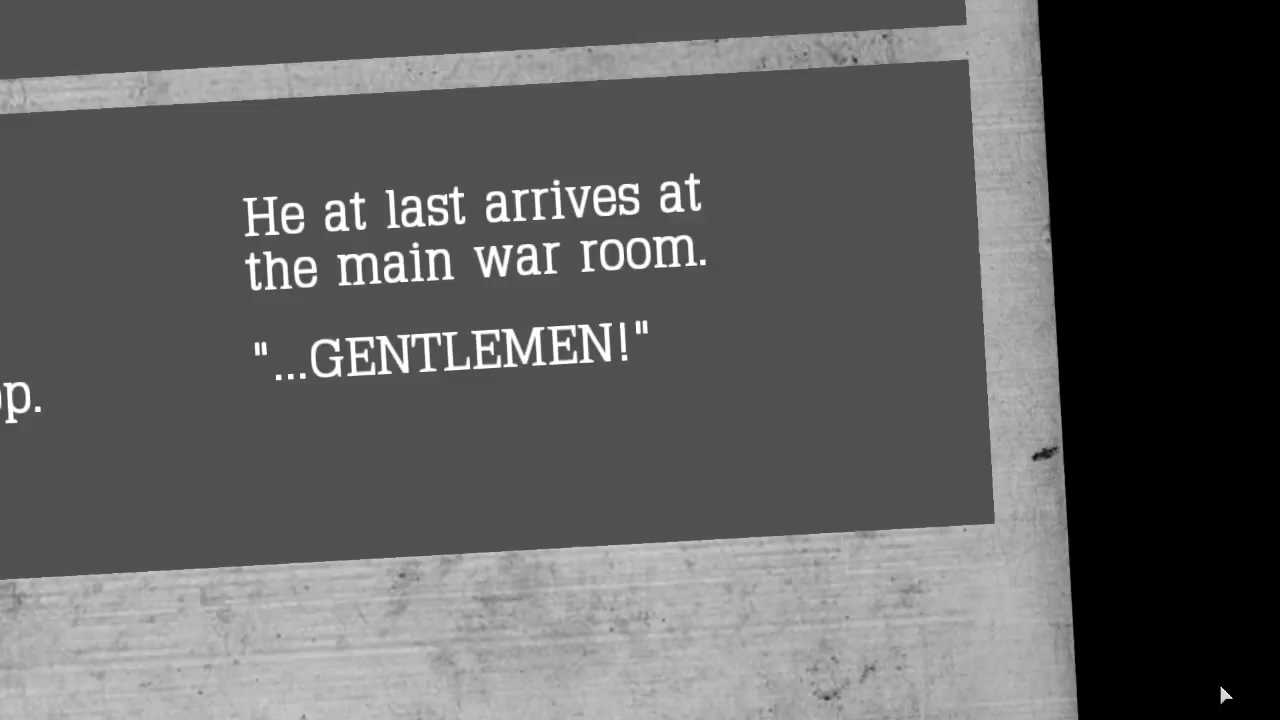 He at last arrives at
the main war room.
"...GENTLEMEN!"
p.